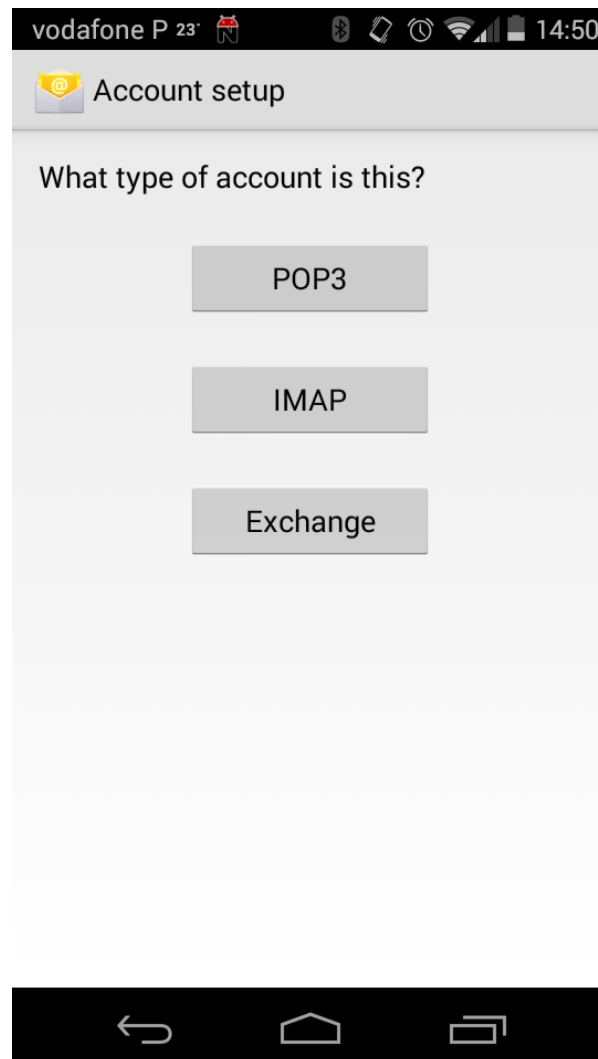 vodafone P 23° 14:50
Account setup
What type of account is this?
POP3
IMAP
Exchange